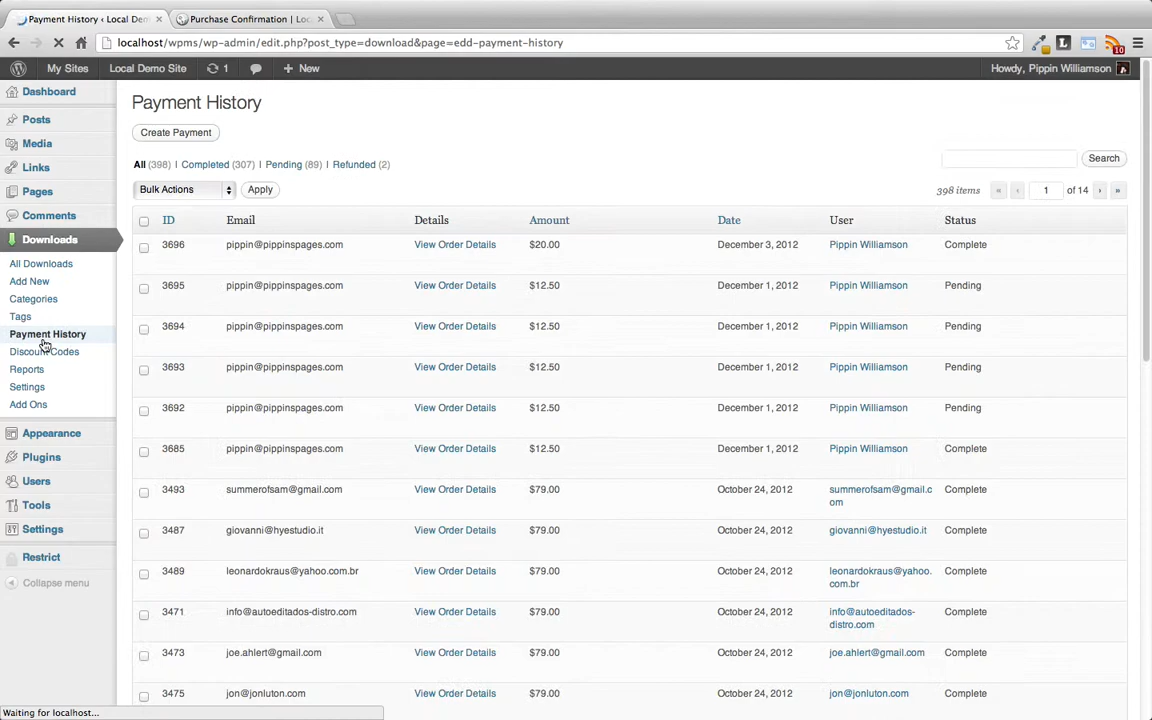 Payment History ‹ Local Dem
Purchase Confirmation | Loc
localhost/wpms/wp-admin/edit.php?post_type=download&page=edd-payment-history
10
My Sites
Local Demo Site
1
New
Howdy, Pippin Williamson
Dashboard
Posts
Media
Links
Pages
Comments
Downloads
All Downloads
Add New
Categories
Tags
Payment History
Discount Codes
Reports
Settings
Add Ons
Appearance
Plugins
Users
Tools
Settings
Restrict
Collapse menu
Payment History
Create Payment
All (398) | Completed (307) | Pending (89) | Refunded (2)
Search
Bulk Actions
Apply
398 items « ‹ 1 of 14 › »
ID Email Details Amount Date User Status
3696 pippin@pippinspages.com View Order Details $20.00 December 3, 2012 Pippin Williamson Complete
3695 pippin@pippinspages.com View Order Details $12.50 December 1, 2012 Pippin Williamson Pending
3694 pippin@pippinspages.com View Order Details $12.50 December 1, 2012 Pippin Williamson Pending
3693 pippin@pippinspages.com View Order Details $12.50 December 1, 2012 Pippin Williamson Pending
3692 pippin@pippinspages.com View Order Details $12.50 December 1, 2012 Pippin Williamson Pending
3685 pippin@pippinspages.com View Order Details $12.50 December 1, 2012 Pippin Williamson Complete
3493 summerofsam@gmail.com View Order Details $79.00 October 24, 2012 summerofsam@gmail.c Complete
om
3487 giovanni@hyestudio.it View Order Details $79.00 October 24, 2012 giovanni@hyestudio.it Complete
3489 leonardokraus@yahoo.com.br View Order Details $79.00 October 24, 2012 leonardokraus@yahoo. Complete
com.br
3471 info@autoeditados-distro.com View Order Details $79.00 October 24, 2012 info@autoeditados- Complete
distro.com
3473 joe.ahlert@gmail.com View Order Details $79.00 October 24, 2012 joe.ahlert@gmail.com Complete
3475 jon@jonluton.com View Order Details $79.00 October 24, 2012 jon@jonluton.com Complete
Waiting for localhost...